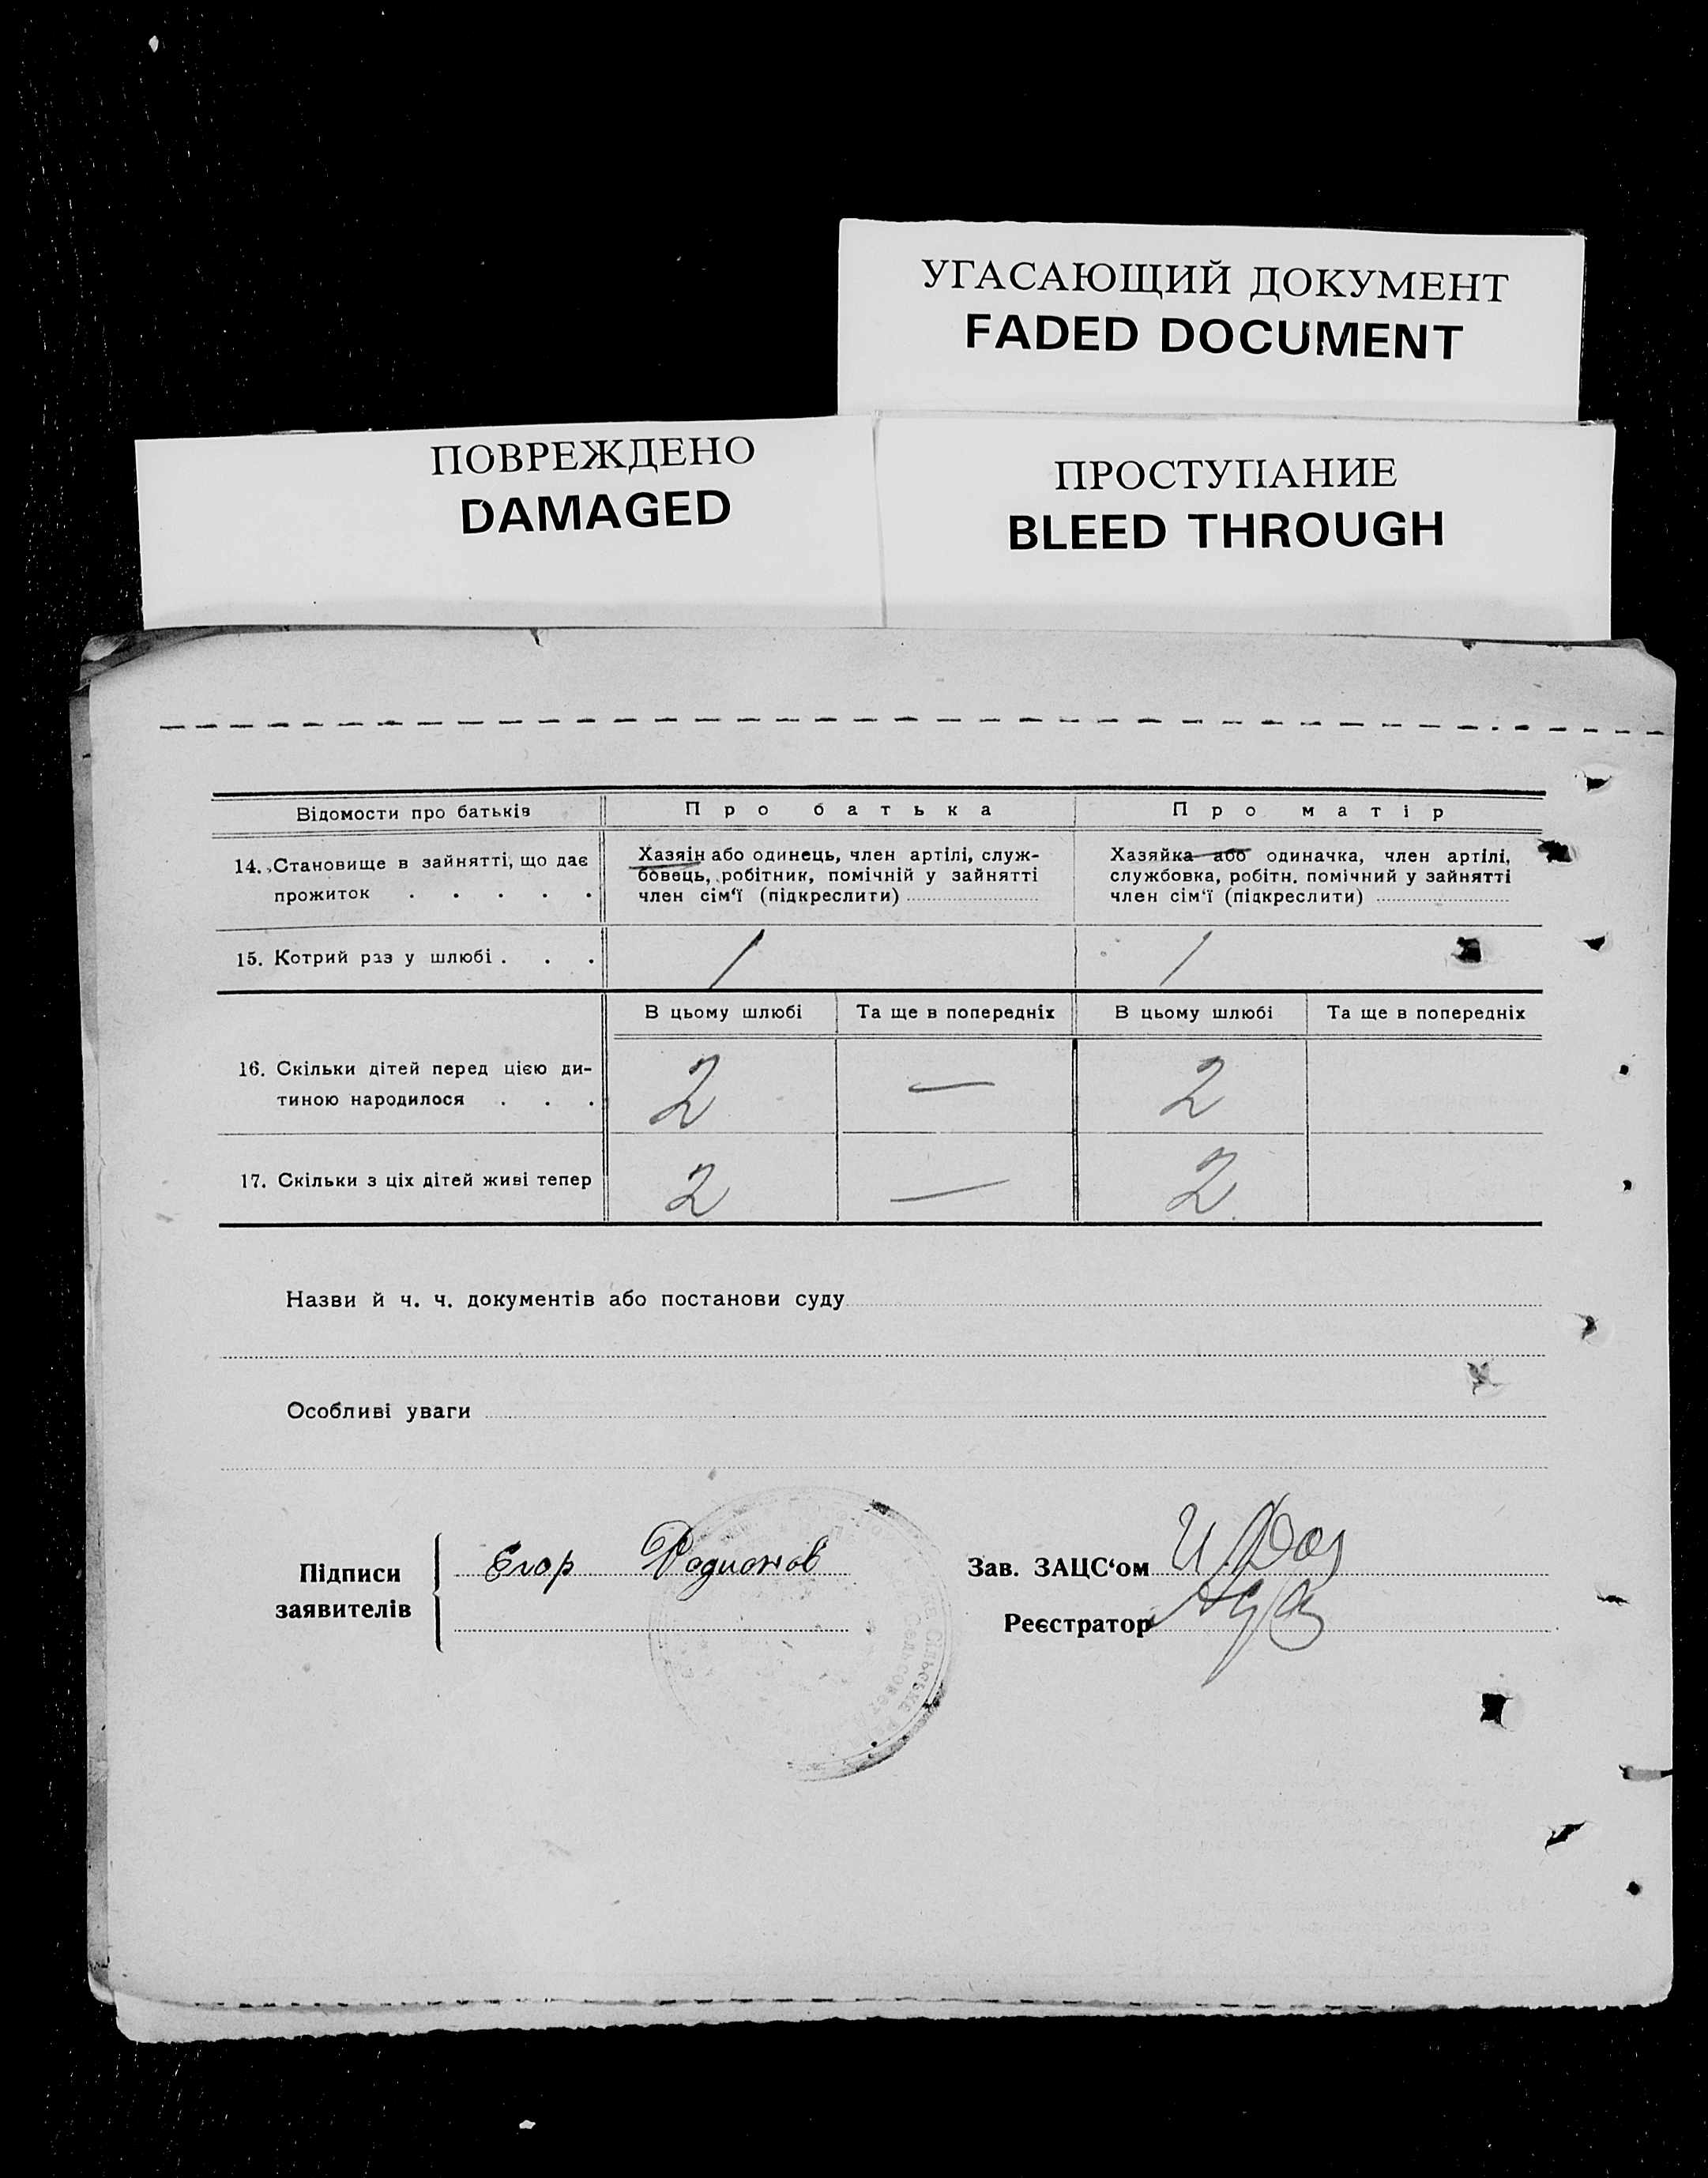 УГАСАЮЩИЙ ДОКУМЕНТ
FADED DOCUMENT
ПОВРЕЖДЕНО
DAMAGED
ПРОСТУПАНИЕ
BLEED THROUGH
Відомости про батьків
Про батька
Про матір
14. Становище в зайнятті, що дає
прожиток . . . . .
Хазяїн або одинець, член артілі, служ-
бовець, робітник, помічній у зайнятті
член сім‘ї (підкреслити)
Хазяйка або одиначка, член артілі,
службовка, робітн. помічний у зайнятті
член сім‘ї (підкреслити)
15. Котрий раз у шлюбі . . .
1
1
В цьому шлюбі
Та ще в попередніх
В цьому шлюбі
Та ще в попередніх
16. Скільки дітей перед цією ди-
тиною народилося . . .
2
—
2
17. Скільки з ціх дітей живі тепер
2
—
2
Назви й ч. ч. документів або постанови суду
Особливі уваги
Підписи
заявителів
Егор Родионов
Зав. ЗАЦС‘ом
Реєстратор